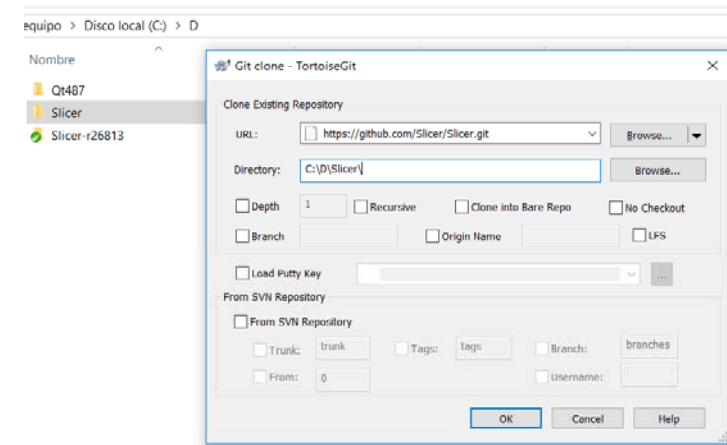 equipo > Disco local (C:) > D
Nombre
Qt487
Slicer
Slicer-r26813
Git clone - TortoiseGit
Clone Existing Repository
URL: https://github.com/Slicer/Slicer.git Browse...
Directory: C:\D\Slicer\ Browse...
Depth 1 Recursive Clone into Bare Repo No Checkout
Branch Origin Name LFS
Load Putty Key ...
From SVN Repository
From SVN Repository
Trunk: trunk Tags: tags Branch: branches
From: 0 Username:
OK Cancel Help